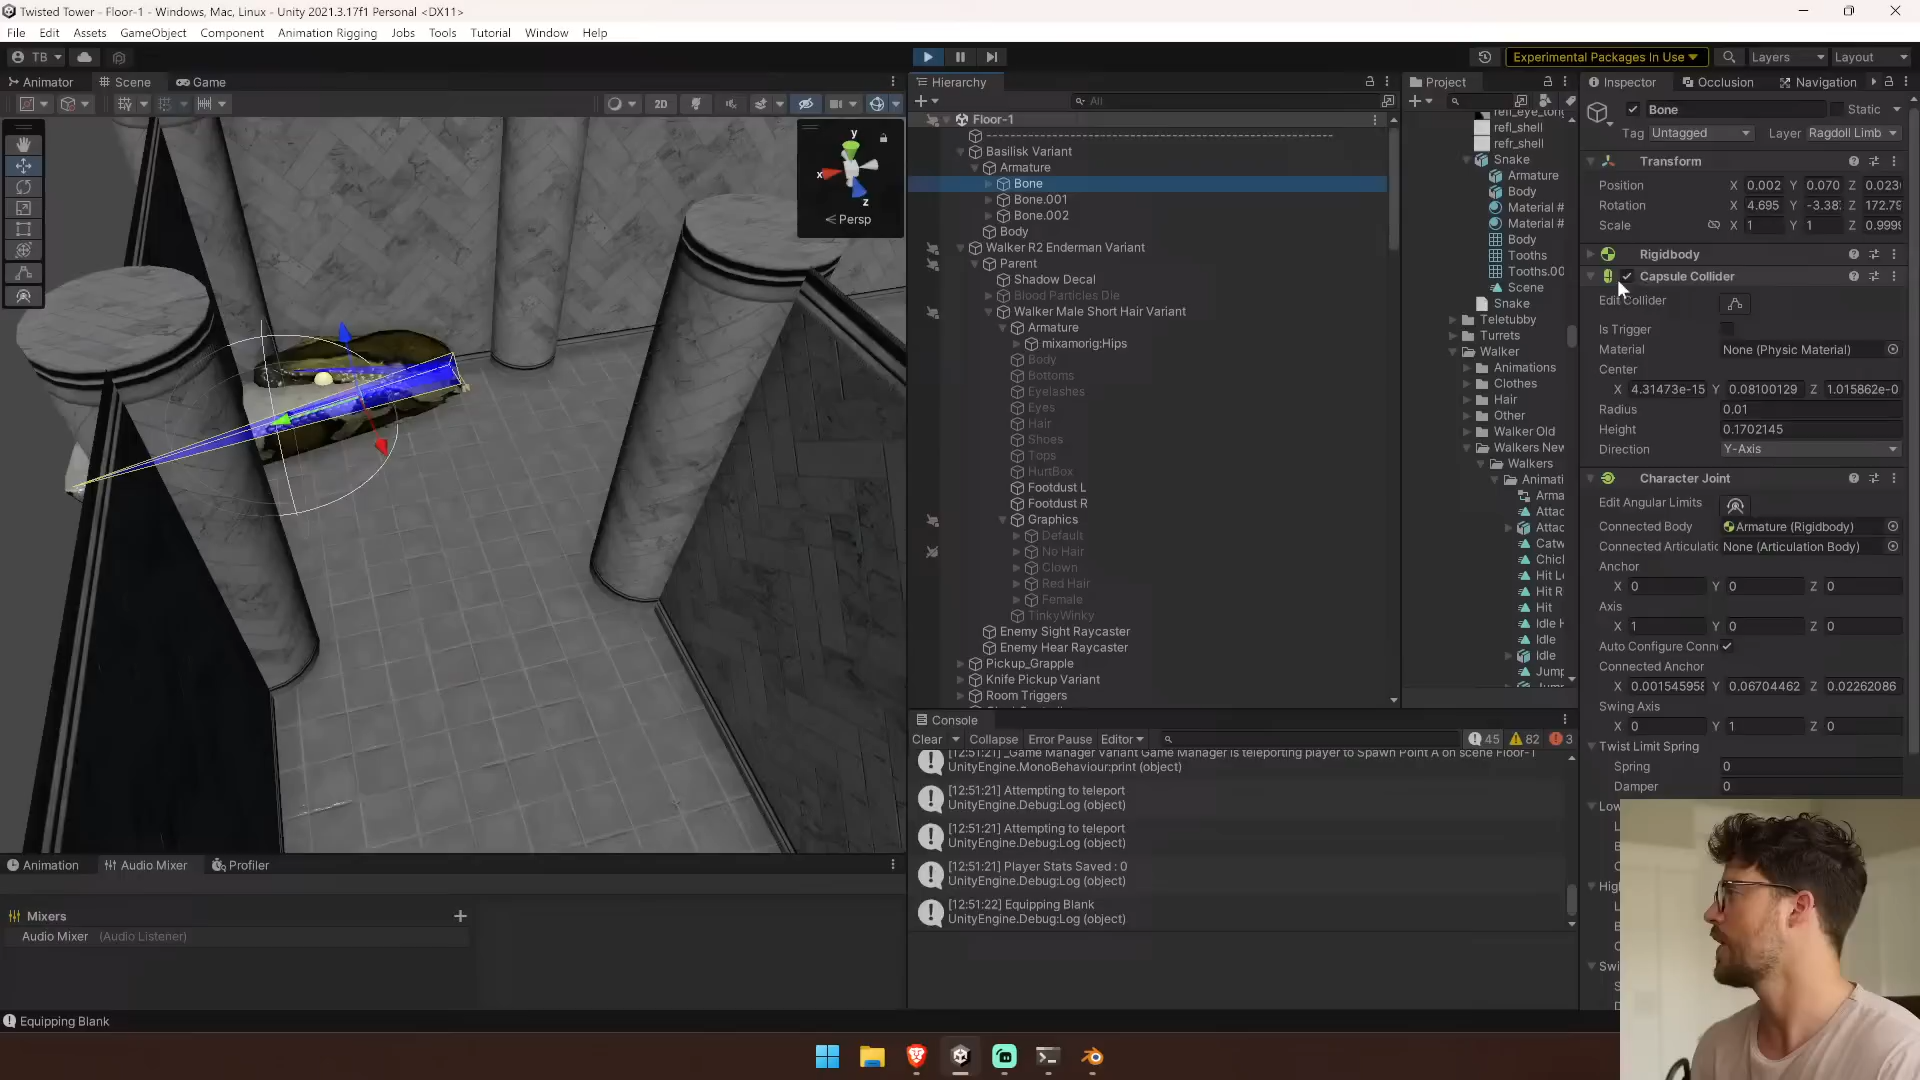 Twisted Tower - Floor-1 - Windows, Mac, Linux - Unity 2021.3.17f1 Personal <DX11>
File Edit Assets GameObject Component Animation Rigging Jobs Tools Tutorial Window Help
TB Experimental Packages In Use Layers Layout
Animator Scene Game
2D
y
x
z
Persp
Hierarchy
All
Floor-1
Basilisk Variant
Armature
Bone
Bone.001
Bone.002
Body
Walker R2 Enderman Variant
Parent
Shadow Decal
Blood Particles Die
Walker Male Short Hair Variant
Armature
mixamorig:Hips
Body
Bottoms
Eyelashes
Eyes
Hair
Shoes
Tops
HurtBox
Footdust L
Footdust R
Graphics
Default
No Hair
Clown
Red Hair
Female
TinkyWinky
Enemy Sight Raycaster
Enemy Hear Raycaster
Pickup_Grapple
Knife Pickup Variant
Room Triggers
Project
refl_shell
refr_shell
Snake
Armature
Body
Material #
Material #
Body
Tooths
Tooths.00
Scene
Snake
Teletubby
Turrets
Walker
Animations
Clothes
Hair
Other
Walker Old
Walkers New
Walkers
Animati
Arma
Attac
Attac
Catw
Chicl
Hit Le
Hit R
Hit
Idle H
Idle
Idle
Jump
Inspector Occlusion Navigation
Bone Static
Tag Untagged Layer Ragdoll Limb
Transform
Position X 0.002 Y 0.070 Z 0.023
Rotation X 4.695 Y -3.38 Z 172.79
Scale X 1 Y 1 Z 0.9999
Rigidbody
Capsule Collider
Edit Collider
Is Trigger
Material None (Physic Material)
Center
X 4.31473e-15 Y 0.08100129 Z 1.015862e-0
Radius 0.01
Height 0.1702145
Direction Y-Axis
Character Joint
Edit Angular Limits
Connected Body Armature (Rigidbody)
Connected Articulatic None (Articulation Body)
Anchor
X 0 Y 0 Z 0
Axis
X 1 Y 0 Z 0
Auto Configure Conn
Connected Anchor
X 0.001545958 Y 0.06704462 Z 0.02262086
Swing Axis
X 0 Y 1 Z 0
Twist Limit Spring
Spring 0
Damper 0
Low
High
Swi
Console
Clear Collapse Error Pause Editor 45 82 3
[12:51:21] _Game Manager Variant Game Manager is teleporting player to Spawn Point A on scene Floor-1
UnityEngine.MonoBehaviour:print (object)
[12:51:21] Attempting to teleport
UnityEngine.Debug:Log (object)
[12:51:21] Attempting to teleport
UnityEngine.Debug:Log (object)
[12:51:21] Player Stats Saved : 0
UnityEngine.Debug:Log (object)
[12:51:22] Equipping Blank
UnityEngine.Debug:Log (object)
Animation Audio Mixer Profiler
Mixers
Audio Mixer (Audio Listener)
Equipping Blank